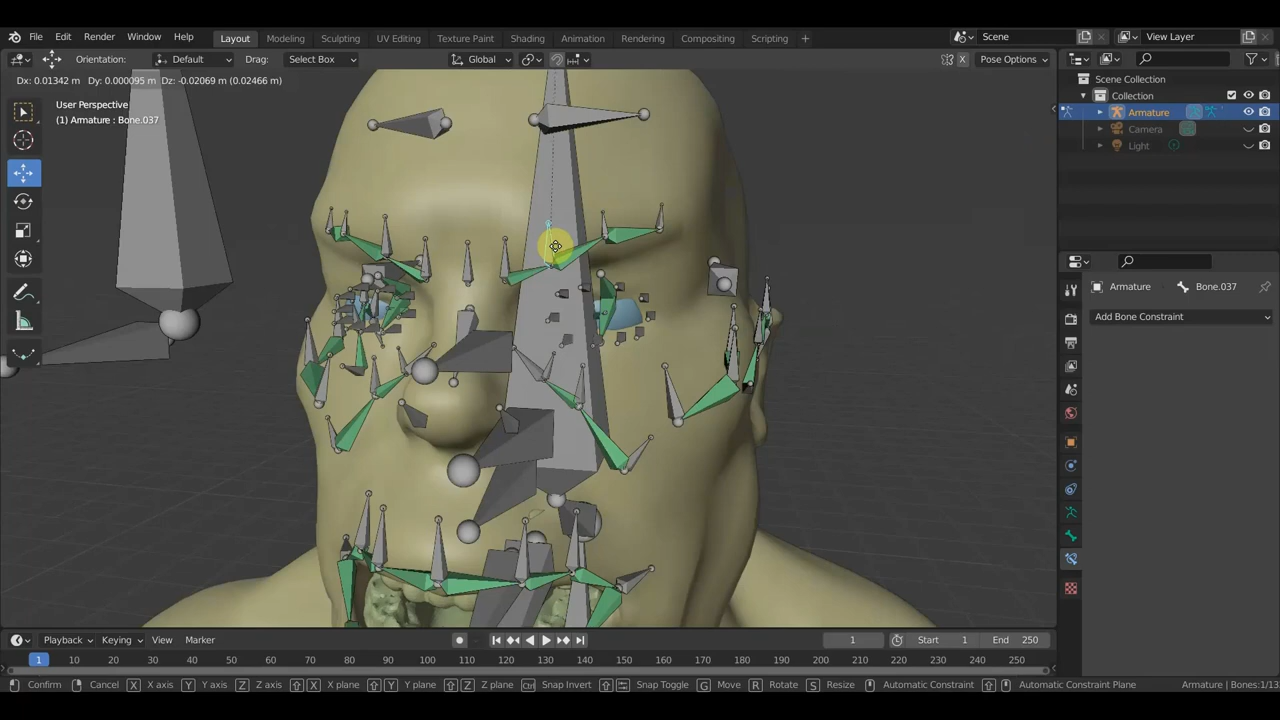 File Edit Render Window Help Layout Modeling Sculpting UV Editing Texture Paint Shading Animation Rendering Compositing Scripting + Scene View Layer
Orientation: Default Drag: Select Box Global X Pose Options
Dx: 0.01342 m Dy: 0.000095 m Dz: -0.02069 m (0.02466 m)
User Perspective
(1) Armature : Bone.037
Scene Collection
Collection
Armature
Camera
Light
Armature Bone.037
Add Bone Constraint
Playback Keying View Marker 1 Start 1 End 250
1 10 20 30 40 50 60 70 80 90 100 110 120 130 140 150 160 170 180 190 200 210 220 230 240 250
Confirm Cancel X X axis Y Y axis Z Z axis X X plane Y Y plane Z Z plane Ctrl Snap Invert Snap Toggle G Move R Rotate S Resize Automatic Constraint Automatic Constraint Plane Armature | Bones:1/13